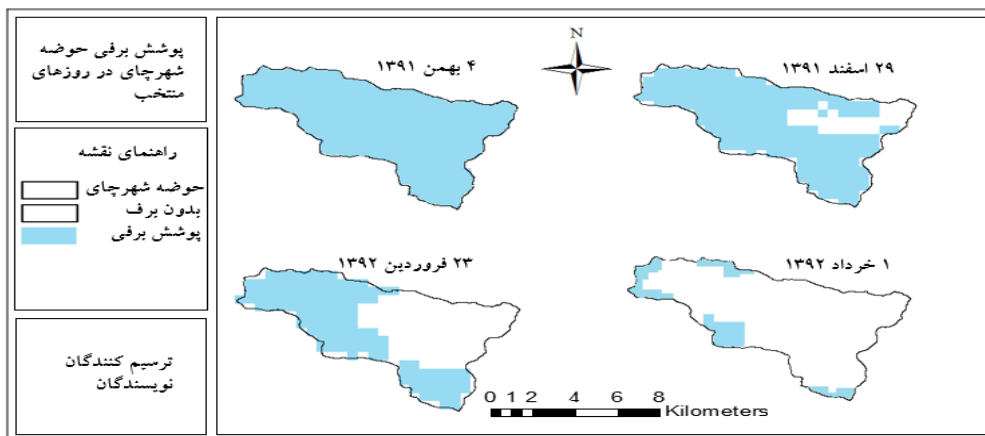 پوشش برفی حوضه
شهرچای در روزهای
منتخب
راهنمای نقشه
حوضه شهرچای
بدون برف
پوشش برفی
ترسیم کنندگان
نویسندگان
N
۴ بهمن ۱۳۹۱
۲۹ اسفند ۱۳۹۱
۲۳ فروردین ۱۳۹۲
۱ خرداد ۱۳۹۲
0 1 2 4 6 8
Kilometers